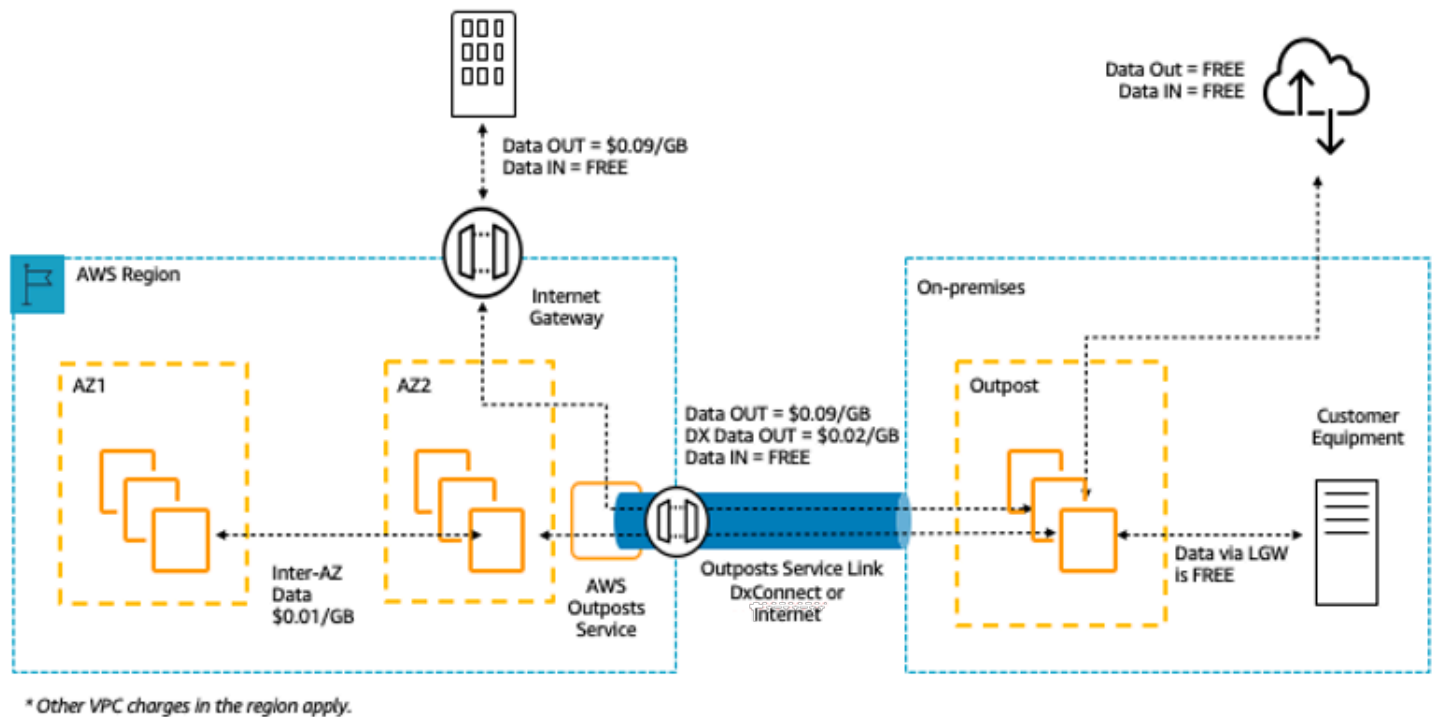 Data Out = FREE
Data IN = FREE
Data OUT = $0.09/GB
Data IN = FREE
AWS Region
Internet
Gateway
On-premises
AZ1
AZ2
Outpost
Data OUT = $0.09/GB
DX Data OUT = $0.02/GB
Data IN = FREE
Customer
Equipment
Inter-AZ
Data
$0.01/GB
AWS
Outposts
Service
Outposts Service Link
DxConnect or
Internet
Data via LGW
is FREE
* Other VPC charges in the region apply.